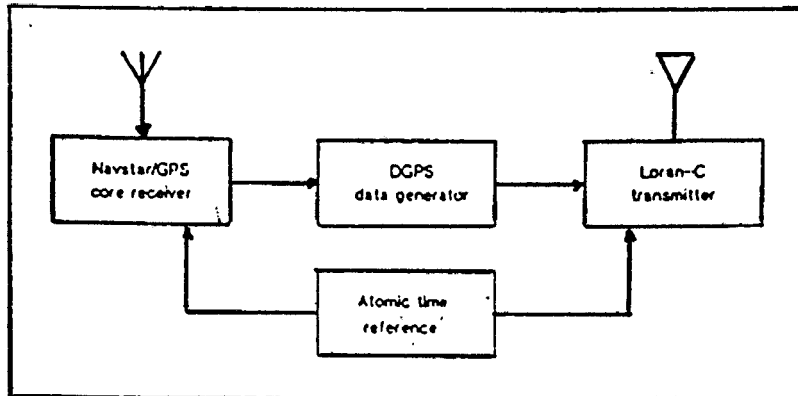 Navstar/GPS
core receiver
DGPS
data generator
Loran-C
transmitter
Atomic time
reference